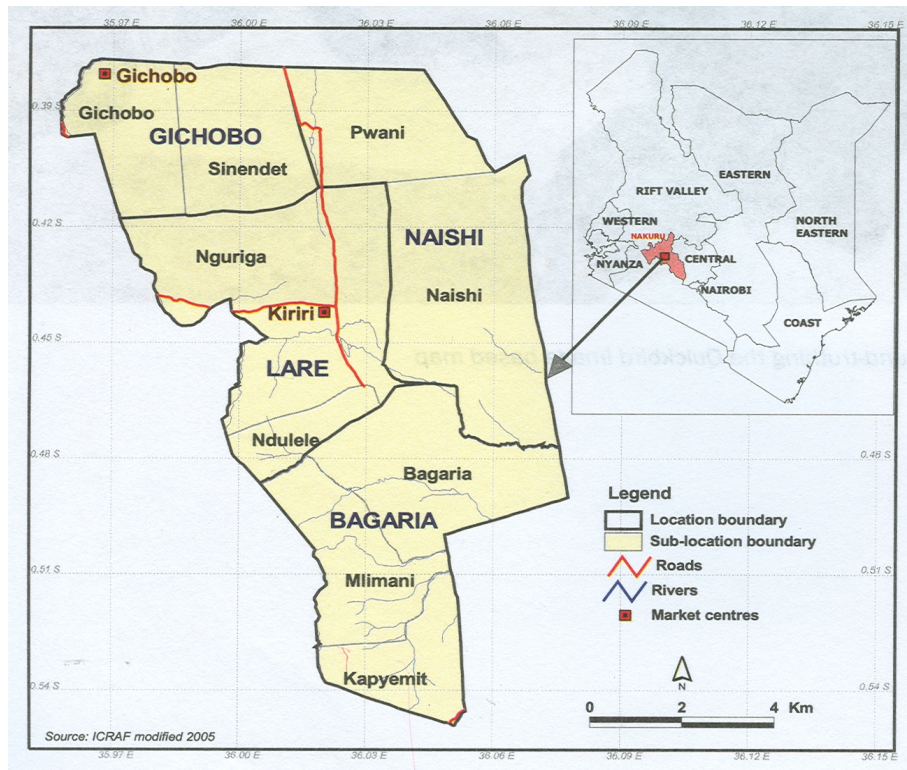 35.97 E 36.00 E 36.03 E 36.06 E 36.09 E 36.12 E 36.15 E
Gichobo
0.39 S
Gichobo
GICHOBO
Pwani
Sinendet
0.42 S
NAISHI
Nguriga
Naishi
Kiriri
0.45 S
LARE
Ndulele
0.48 S
0.48 S
Bagaria
BAGARIA
0.51 S
0.51 S
Mlimani
Kapyemit
0.54 S
0.54 S
EASTERN
RIFT VALLEY
WESTERN
NORTH
EASTERN
NAKURU
NYANZA
CENTRAL
NAIROBI
COAST
Legend
Location boundary
Sub-location boundary
Roads
Rivers
Market centres
N
0 2 4 Km
Source: ICRAF modified 2005
35.97 E 36.00 E 36.03 E 36.06 E 36.09 E 36.12 E 36.15 E